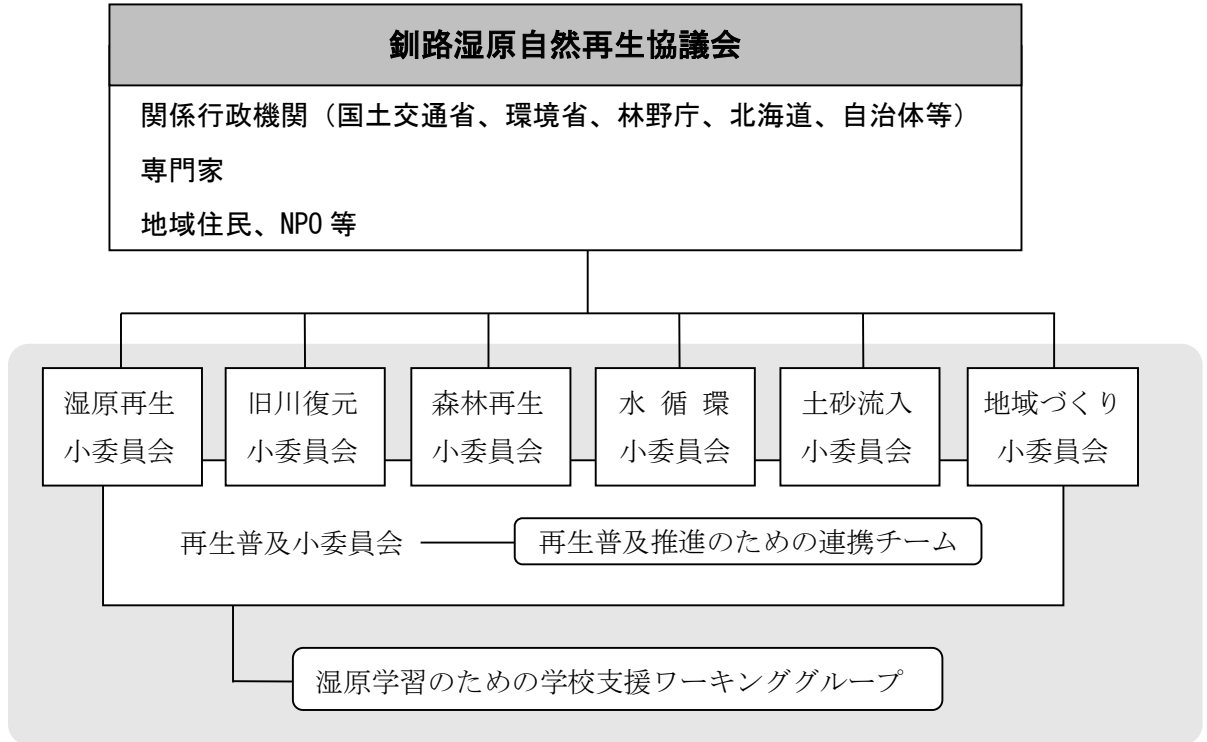 釧路湿原自然再生協議会
関係行政機関（国土交通省、環境省、林野庁、北海道、自治体等）
専門家
地域住民、NPO 等
湿原再生
小委員会
旧川復元
小委員会
森林再生
小委員会
水 循 環
小委員会
土砂流入
小委員会
地域づくり
小委員会
再生普及小委員会
再生普及推進のための連携チーム
湿原学習のための学校支援ワーキンググループ